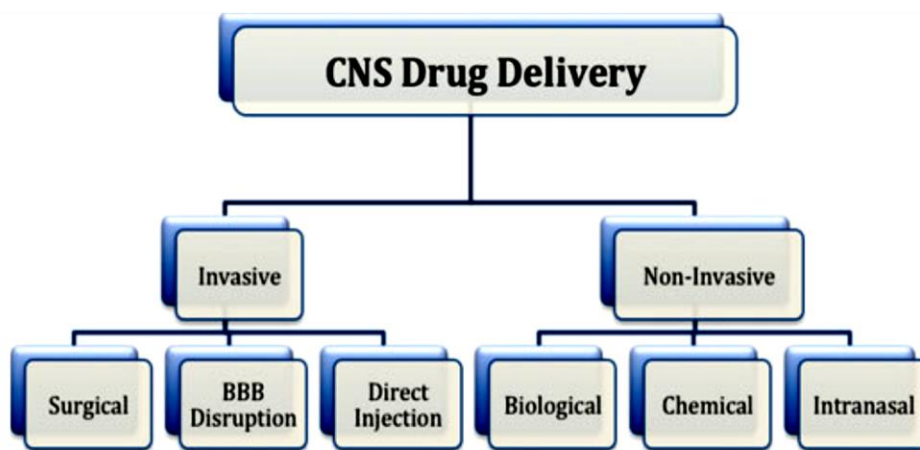 CNS Drug Delivery
Invasive
Non-Invasive
Surgical
BBB
Disruption
Direct
Injection
Biological
Chemical
Intranasal